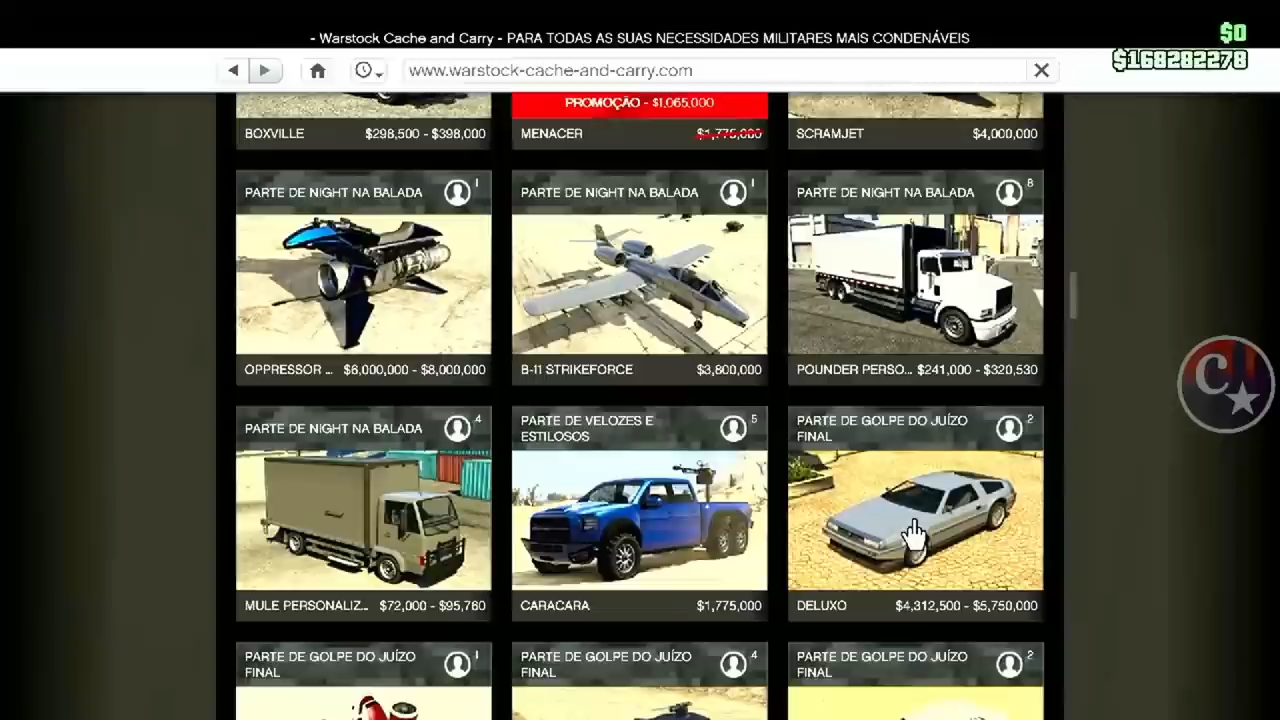 - Warstock Cache and Carry - PARA TODAS AS SUAS NECESSIDADES MILITARES MAIS CONDENÁVEIS
$0
$168282278
www.warstock-cache-and-carry.com
PROMOÇÃO - $1,065,000
BOXVILLE $298,500 - $398,000
MENACER $1,775,000
SCRAMJET $4,000,000
PARTE DE NIGHT NA BALADA 1
PARTE DE NIGHT NA BALADA 1
PARTE DE NIGHT NA BALADA 8
OPPRESSOR ... $6,000,000 - $8,000,000
B-11 STRIKEFORCE $3,800,000
POUNDER PERSO... $241,000 - $320,530
PARTE DE NIGHT NA BALADA 4
PARTE DE VELOZES E
ESTILOSOS 5
PARTE DE GOLPE DO JUÍZO
FINAL 2
MULE PERSONALIZ... $72,000 - $95,760
CARACARA $1,775,000
DELUXO $4,312,500 - $5,750,000
PARTE DE GOLPE DO JUÍZO
FINAL 1
PARTE DE GOLPE DO JUÍZO
FINAL 4
PARTE DE GOLPE DO JUÍZO
FINAL 2
C